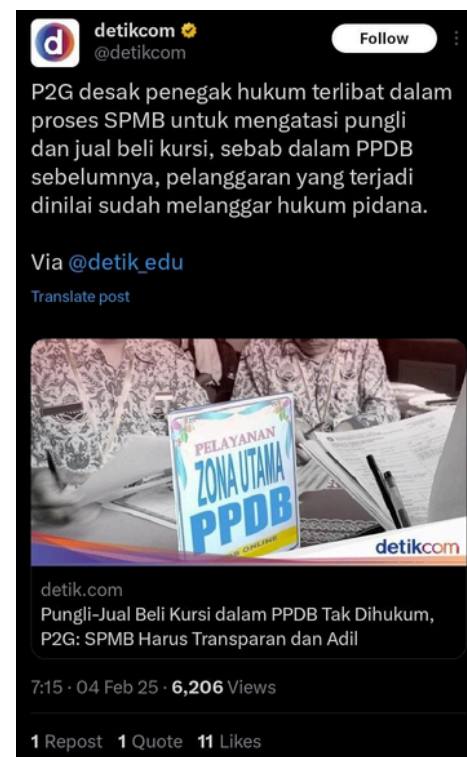 detikcom
@detikcom
Follow
P2G desak penegak hukum terlibat dalam
proses SPMB untuk mengatasi pungli
dan jual beli kursi, sebab dalam PPDB
sebelumnya, pelanggaran yang terjadi
dinilai sudah melanggar hukum pidana.
Via @detik_edu
Translate post
PELAYANAN
ZONA UTAMA
PPDB
ONLINE
detikcom
detik.com
Pungli-Jual Beli Kursi dalam PPDB Tak Dihukum,
P2G: SPMB Harus Transparan dan Adil
7:15 · 04 Feb 25 · 6,206 Views
1 Repost 1 Quote 11 Likes